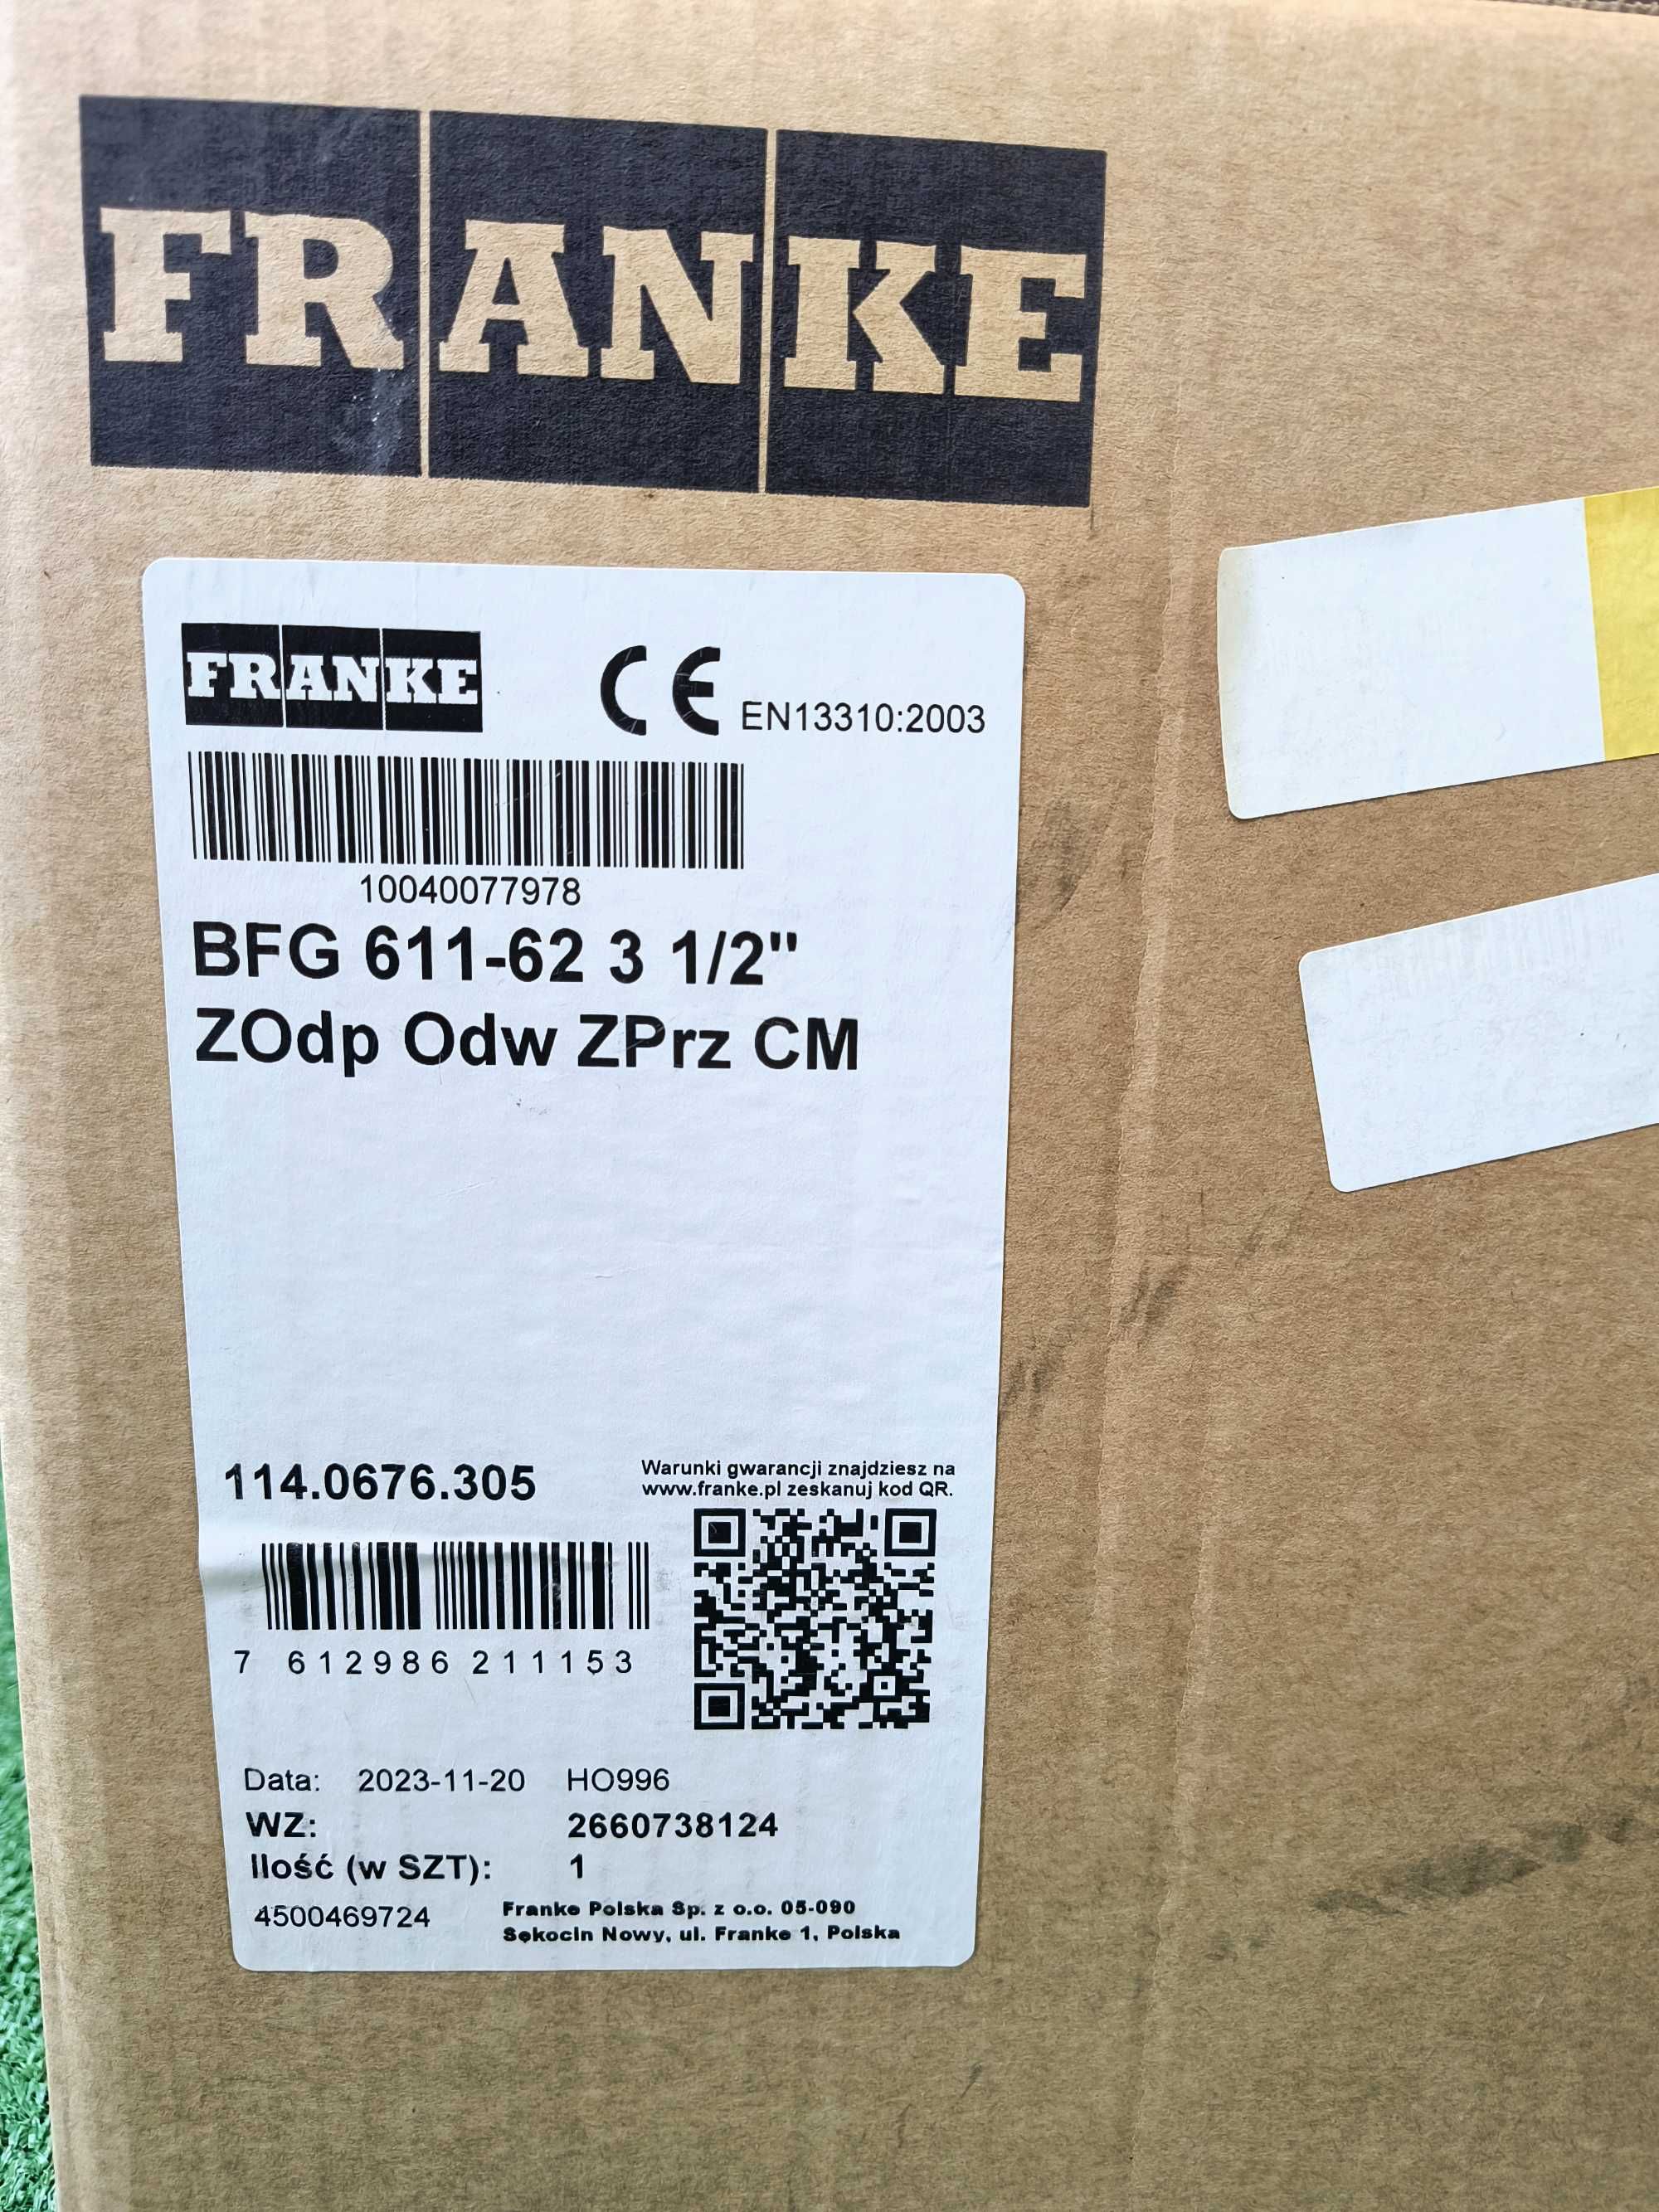 FRANKE
FRANKE CE EN13310:2003
10040077978
BFG 611-62 3 1/2"
ZOdp Odw ZPrz CM
114.0676.305
Warunki gwarancji znajdziesz na
www.franke.pl zeskanuj kod QR.
7 612986 211153
Data: 2023-11-20 HO996
WZ: 2660738124
Ilość (w SZT): 1
4500469724
Franke Polska Sp. z o.o. 05-090
Sękocin Nowy, ul. Franke 1, Polska